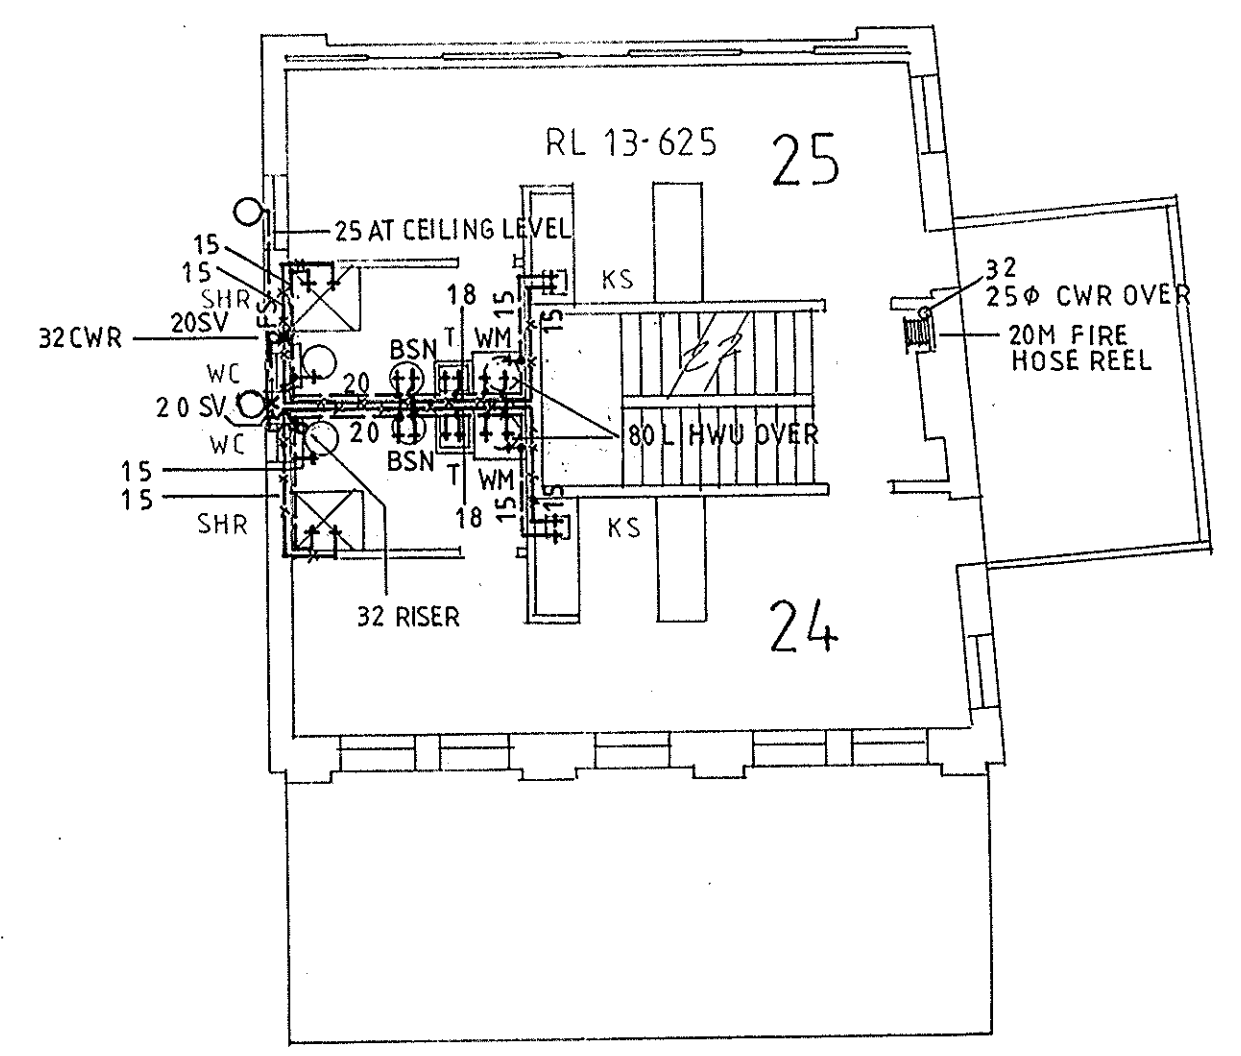 RL 13-625
25
25 AT CEILING LEVEL
15
15
SHR
FS
20SV
32CWR
18
15
15
KS
32
25Φ CWR OVER
20M FIRE
HOSE REEL
T
WM
BSN
WC
20
20 SV
20
WC
BSN
T
WM
80L HWU OVER
15
15
18
15
15
SHR
KS
32 RISER
24